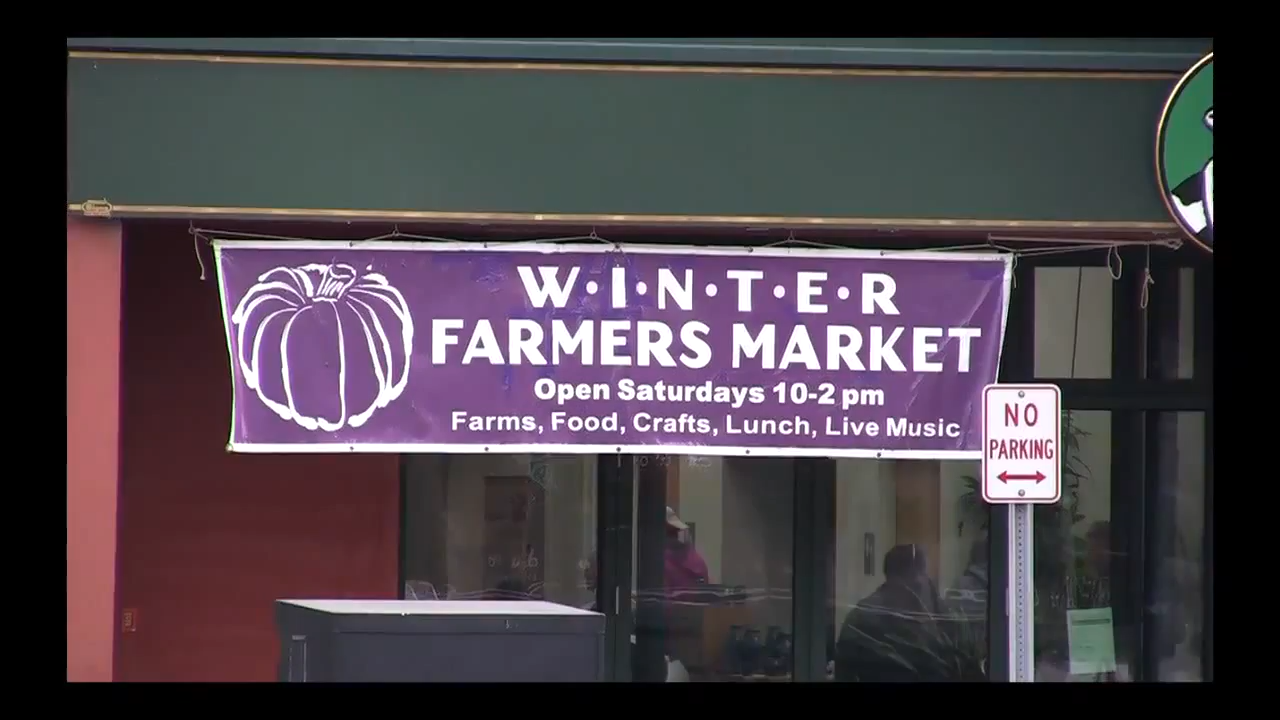 W·I·N·T·E·R
FARMERS MARKET
Open Saturdays 10-2 pm
Farms, Food, Crafts, Lunch, Live Music
NO
PARKING